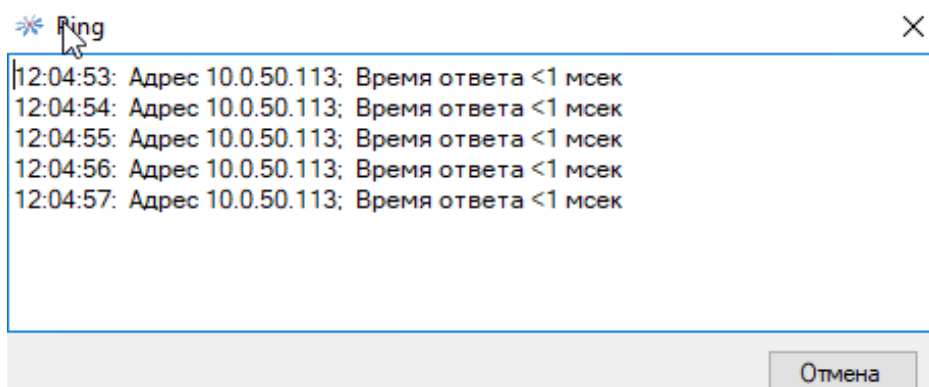 Ping
12:04:53: Адрес 10.0.50.113; Время ответа <1 мсек
12:04:54: Адрес 10.0.50.113; Время ответа <1 мсек
12:04:55: Адрес 10.0.50.113; Время ответа <1 мсек
12:04:56: Адрес 10.0.50.113; Время ответа <1 мсек
12:04:57: Адрес 10.0.50.113; Время ответа <1 мсек
Отмена